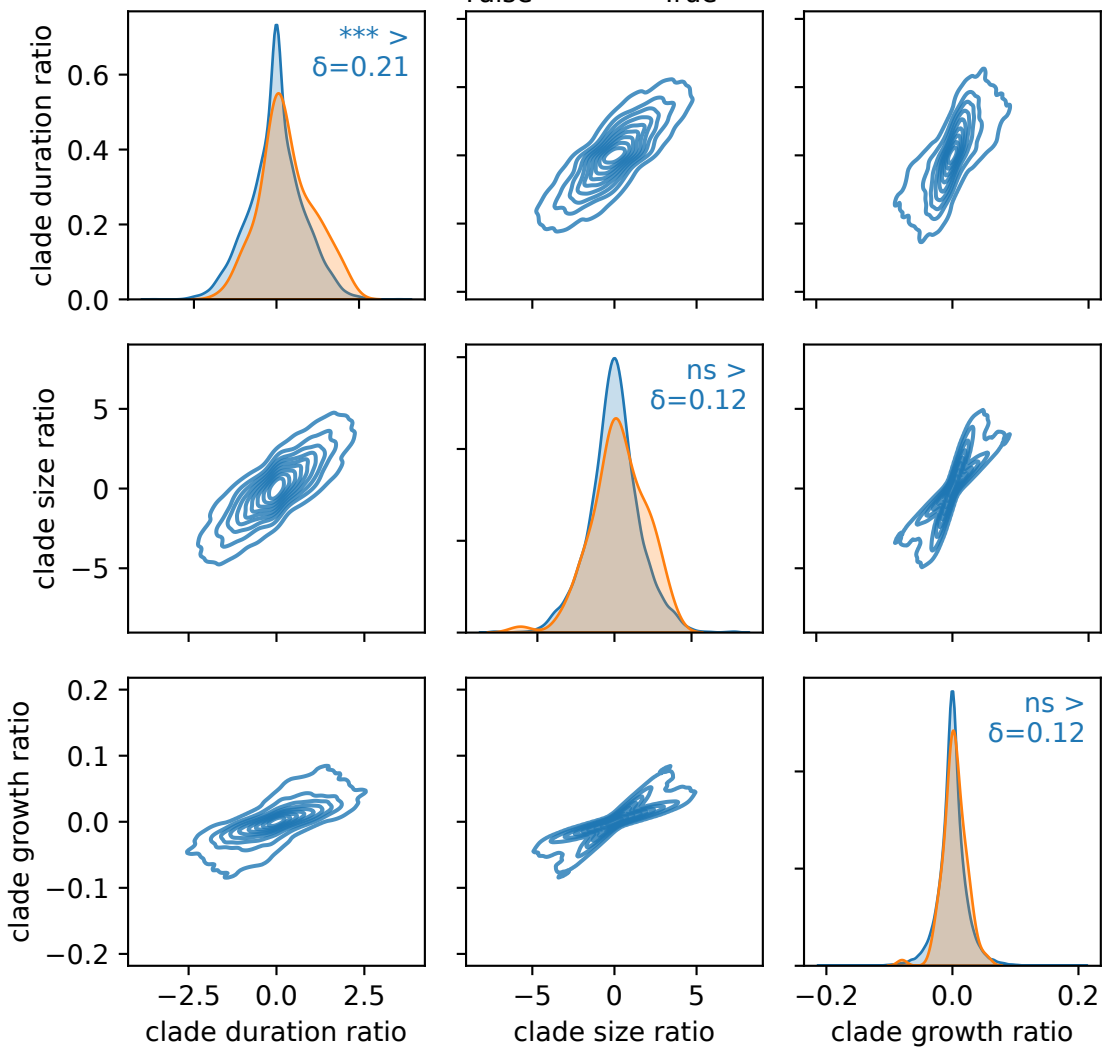 False True
clade duration ratio
0.6
0.4
0.2
0.0
*** >
δ=0.21
clade size ratio
5
0
−5
ns >
δ=0.12
clade growth ratio
0.2
0.1
0.0
−0.1
−0.2
ns >
δ=0.12
−2.5 0.0 2.5
−5 0 5
−0.2 0.0 0.2
clade duration ratio
clade size ratio
clade growth ratio